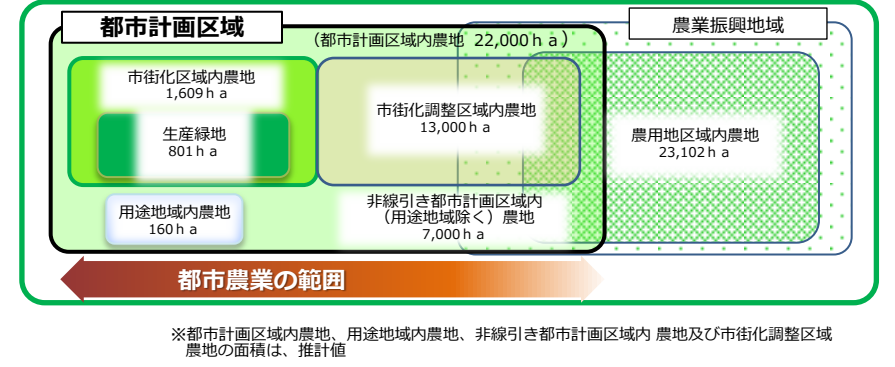 都市計画区域
(都市計画区域内農地 22,000ｈａ)
農業振興地域
市街化区域内農地
1,609ｈａ
生産緑地
801ｈａ
市街化調整区域内農地
13,000ｈａ
農用地区域内農地
23,102ｈａ
用途地域内農地
160ｈａ
非線引き都市計画区域内
(用途地域除く)農地
7,000ｈａ
都市農業の範囲
※都市計画区域内農地、用途地域内農地、非線引き都市計画区域内 農地及び市街化調整区域
農地の面積は、推計値